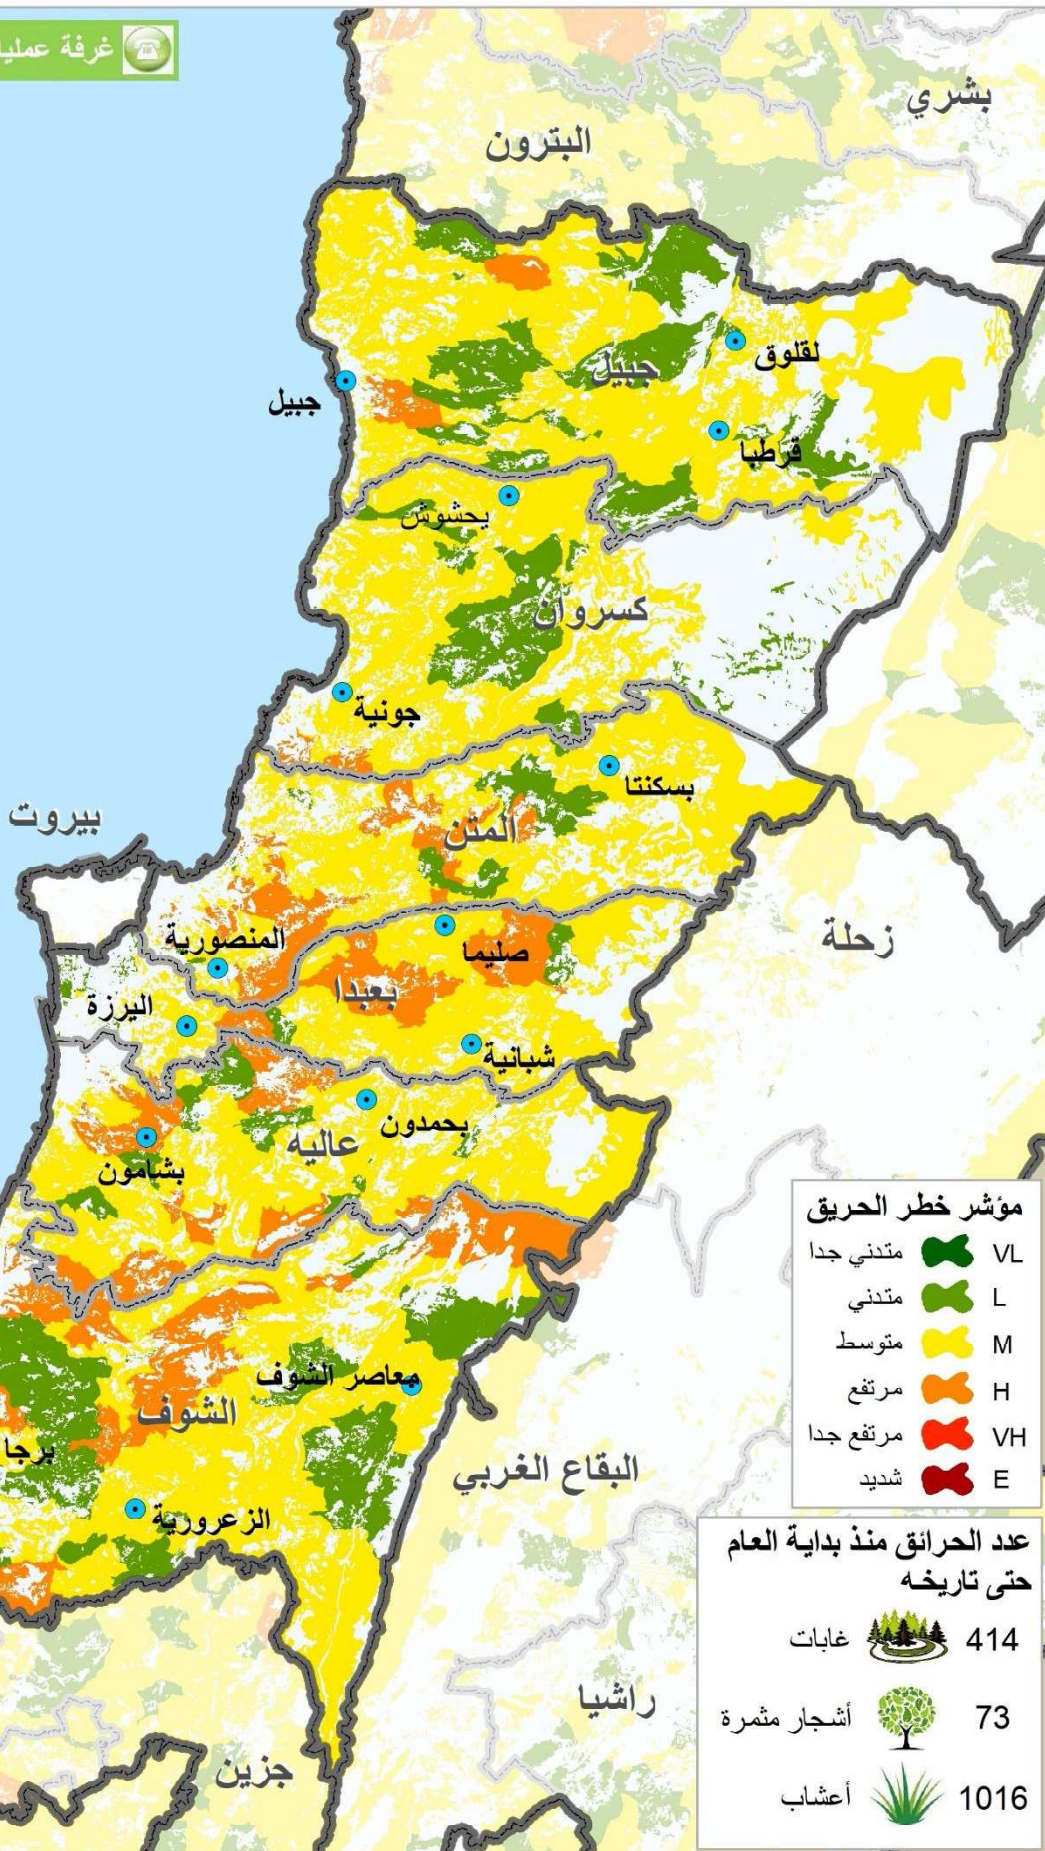 غرفة عمليا
بشري
البترون
لقلوق
جبيل
جبيل
قرطبا
يحشوش
كسروان
جونية
بسكنتا
بيروت
المتن
زحلة
المنصورية
صليما
بعبدا
اليرزة
شبانية
بحمدون
عاليه
بشامون
مؤشر خطر الحريق
متدني جدا VL
متدني L
متوسط M
مرتفع H
مرتفع جدا VH
شديد E
معاصر الشوف
الشوف
برجا
البقاع الغربي
الزعرورية
عدد الحرائق منذ بداية العام
حتى تاريخه
414 غابات
73 أشجار مثمرة
1016 أعشاب
راشيا
جزين